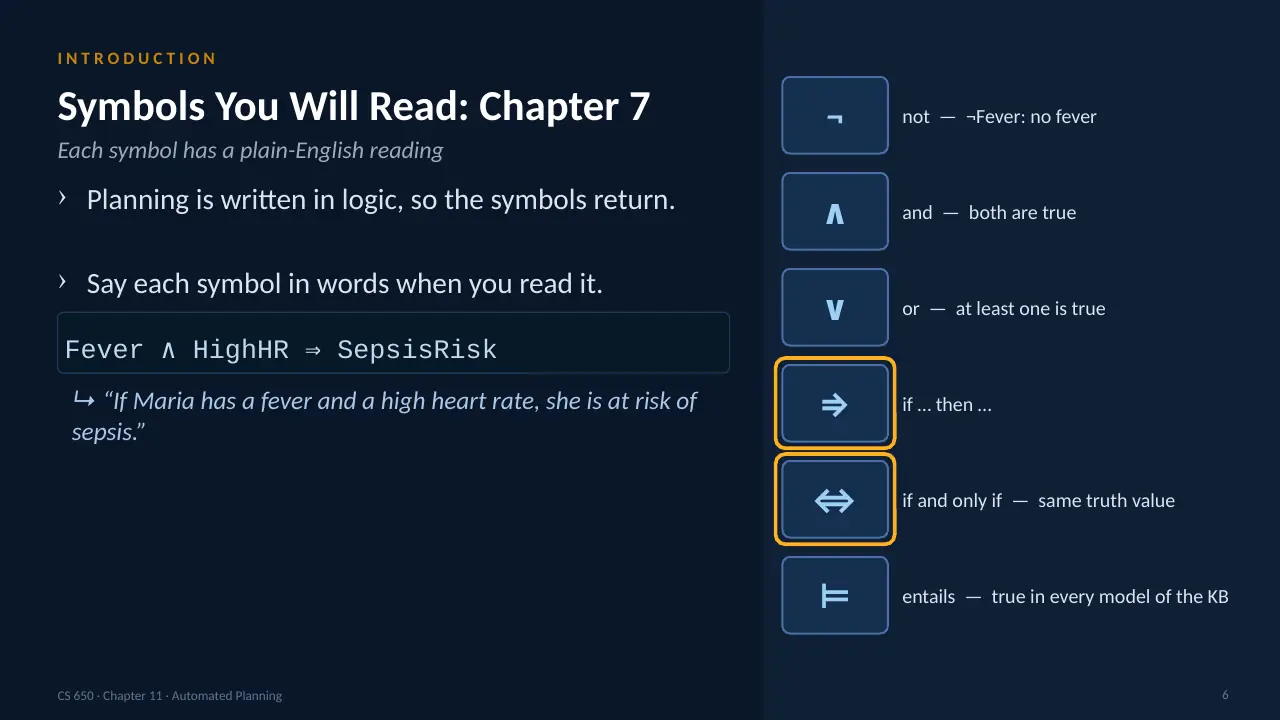 INTRODUCTION
Symbols You Will Read: Chapter 7
Each symbol has a plain-English reading
› Planning is written in logic, so the symbols return.
› Say each symbol in words when you read it.
Fever ∧ HighHR ⇒ SepsisRisk
↪ “If Maria has a fever and a high heart rate, she is at risk of
sepsis.”
¬ not — ¬Fever: no fever
∧ and — both are true
∨ or — at least one is true
⇒ if … then …
⇔ if and only if — same truth value
⊨ entails — true in every model of the KB
CS 650 · Chapter 11 · Automated Planning
6